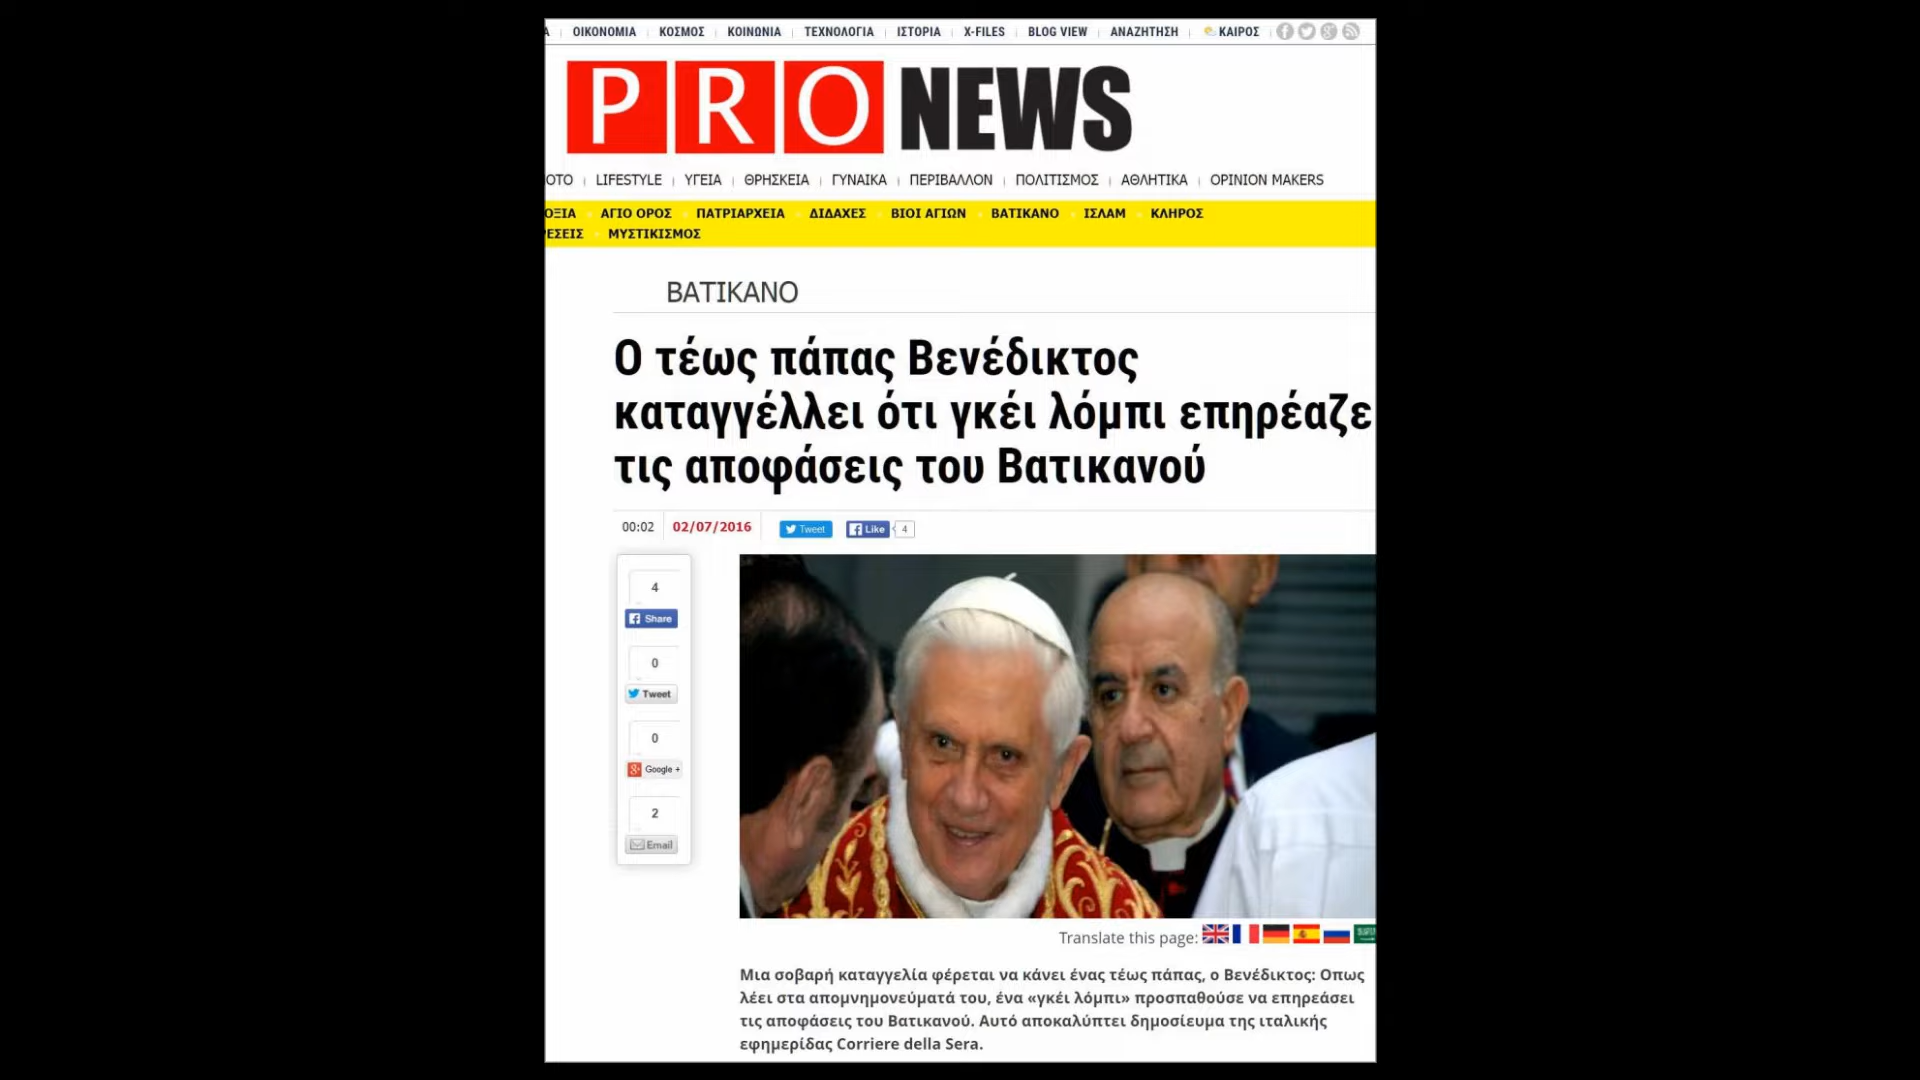 ΟΙΚΟΝΟΜΙΑ ΚΟΣΜΟΣ ΚΟΙΝΩΝΙΑ ΤΕΧΝΟΛΟΓΙΑ ΙΣΤΟΡΙΑ X-FILES BLOG VIEW ΑΝΑΖΗΤΗΣΗ ΚΑΙΡΟΣ
PRO NEWS
ΟΤΟ LIFESTYLE ΥΓΕΙΑ ΘΡΗΣΚΕΙΑ ΓΥΝΑΙΚΑ ΠΕΡΙΒΑΛΛΟΝ ΠΟΛΙΤΙΣΜΟΣ ΑΘΛΗΤΙΚΑ OPINION MAKERS
ΟΞΙΑ ΑΓΙΟ ΟΡΟΣ ΠΑΤΡΙΑΡΧΕΙΑ ΔΙΔΑΧΕΣ ΒΙΟΙ ΑΓΙΩΝ ΒΑΤΙΚΑΝΟ ΙΣΛΑΜ ΚΛΗΡΟΣ
ΕΣΕΙΣ ΜΥΣΤΙΚΙΣΜΟΣ
ΒΑΤΙΚΑΝΟ
Ο τέως πάπας Βενέδικτος
καταγγέλλει ότι γκέι λόμπι επηρέαζε
τις αποφάσεις του Βατικανού
00:02 02/07/2016 Tweet Like 4
4
Share
0
Tweet
0
Google +
2
Email
Translate this page:
Μια σοβαρή καταγγελία φέρεται να κάνει ένας τέως πάπας, ο Βενέδικτος: Οπως
λέει στα απομνημονεύματά του, ένα «γκέι λόμπι» προσπαθούσε να επηρεάσει
τις αποφάσεις του Βατικανού. Αυτό αποκαλύπτει δημοσίευμα της ιταλικής
εφημερίδας Corriere della Sera.